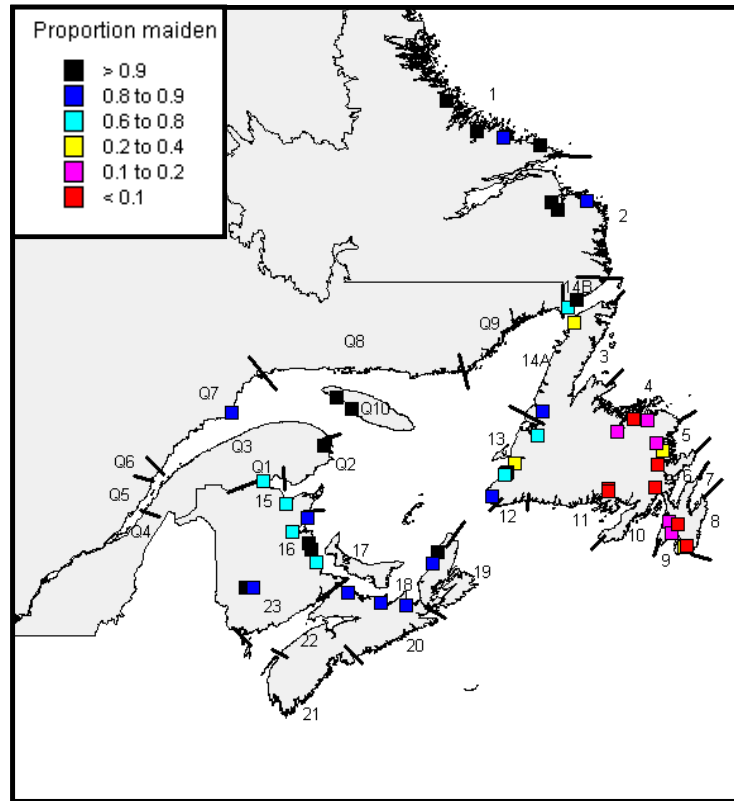 Proportion maiden
> 0.9
0.8 to 0.9
0.6 to 0.8
0.2 to 0.4
0.1 to 0.2
< 0.1
1
2
14B
Q9
Q8
14A
3
Q7
Q10
4
5
Q3
13
Q6
Q1
Q2
6
7
Q5
15
12
11
8
Q4
10
16
17
9
18
19
23
22
20
21